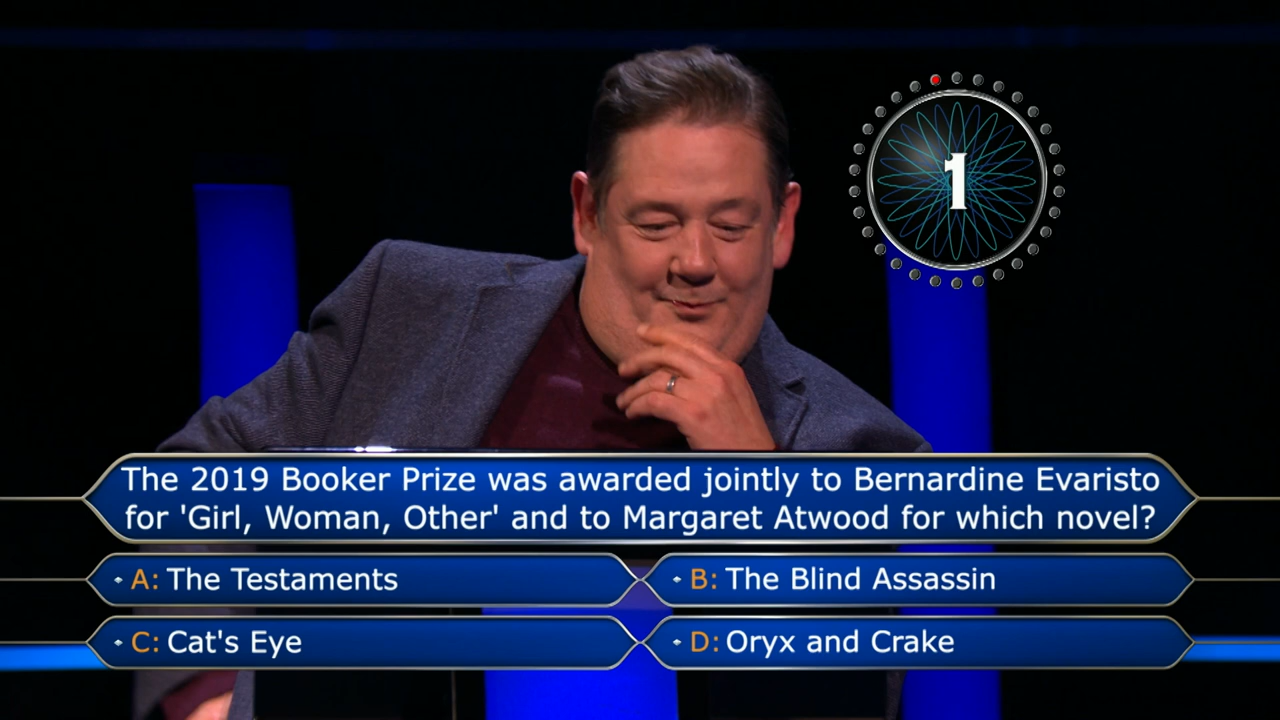 1
The 2019 Booker Prize was awarded jointly to Bernardine Evaristo
for 'Girl, Woman, Other' and to Margaret Atwood for which novel?
A: The Testaments
B: The Blind Assassin
C: Cat's Eye
D: Oryx and Crake